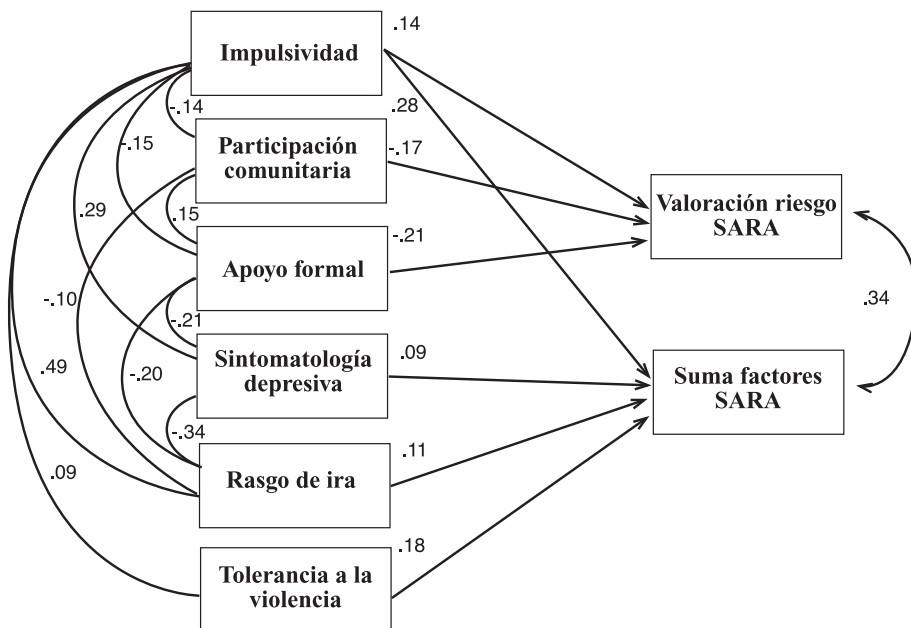 .14
Impulsividad
-.14
.28
Participación
comunitaria
-.17
-.15
.29
.15
Valoración riesgo
SARA
Apoyo formal
-.21
-.10
-.21
.34
Sintomatología
depresiva
.09
.49
-.20
Suma factores
SARA
-.34
Rasgo de ira
.11
.09
Tolerancia a la
violencia
.18